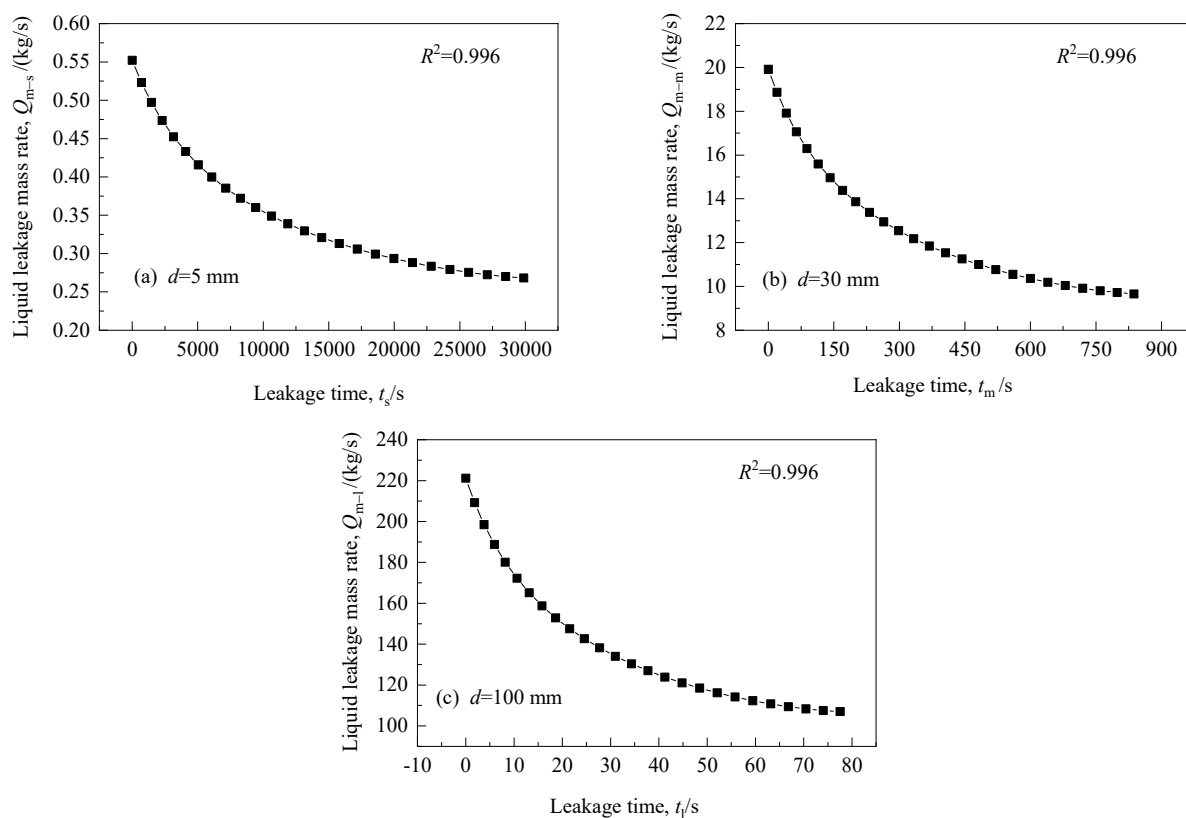 Liquid leakage mass rate, Qm−s/(kg/s)
0.60
0.55
0.50
0.45
0.40
0.35
0.30
0.25
0.20
R²=0.996
(a) d=5 mm
0 5000 10000 15000 20000 25000 30000
Leakage time, ts/s
Liquid leakage mass rate, Qm−m/(kg/s)
22
20
18
16
14
12
10
8
R²=0.996
(b) d=30 mm
0 150 300 450 600 750 900
Leakage time, tm/s
Liquid leakage mass rate, Qm−l/(kg/s)
240
220
200
180
160
140
120
100
R²=0.996
(c) d=100 mm
-10 0 10 20 30 40 50 60 70 80
Leakage time, tl/s